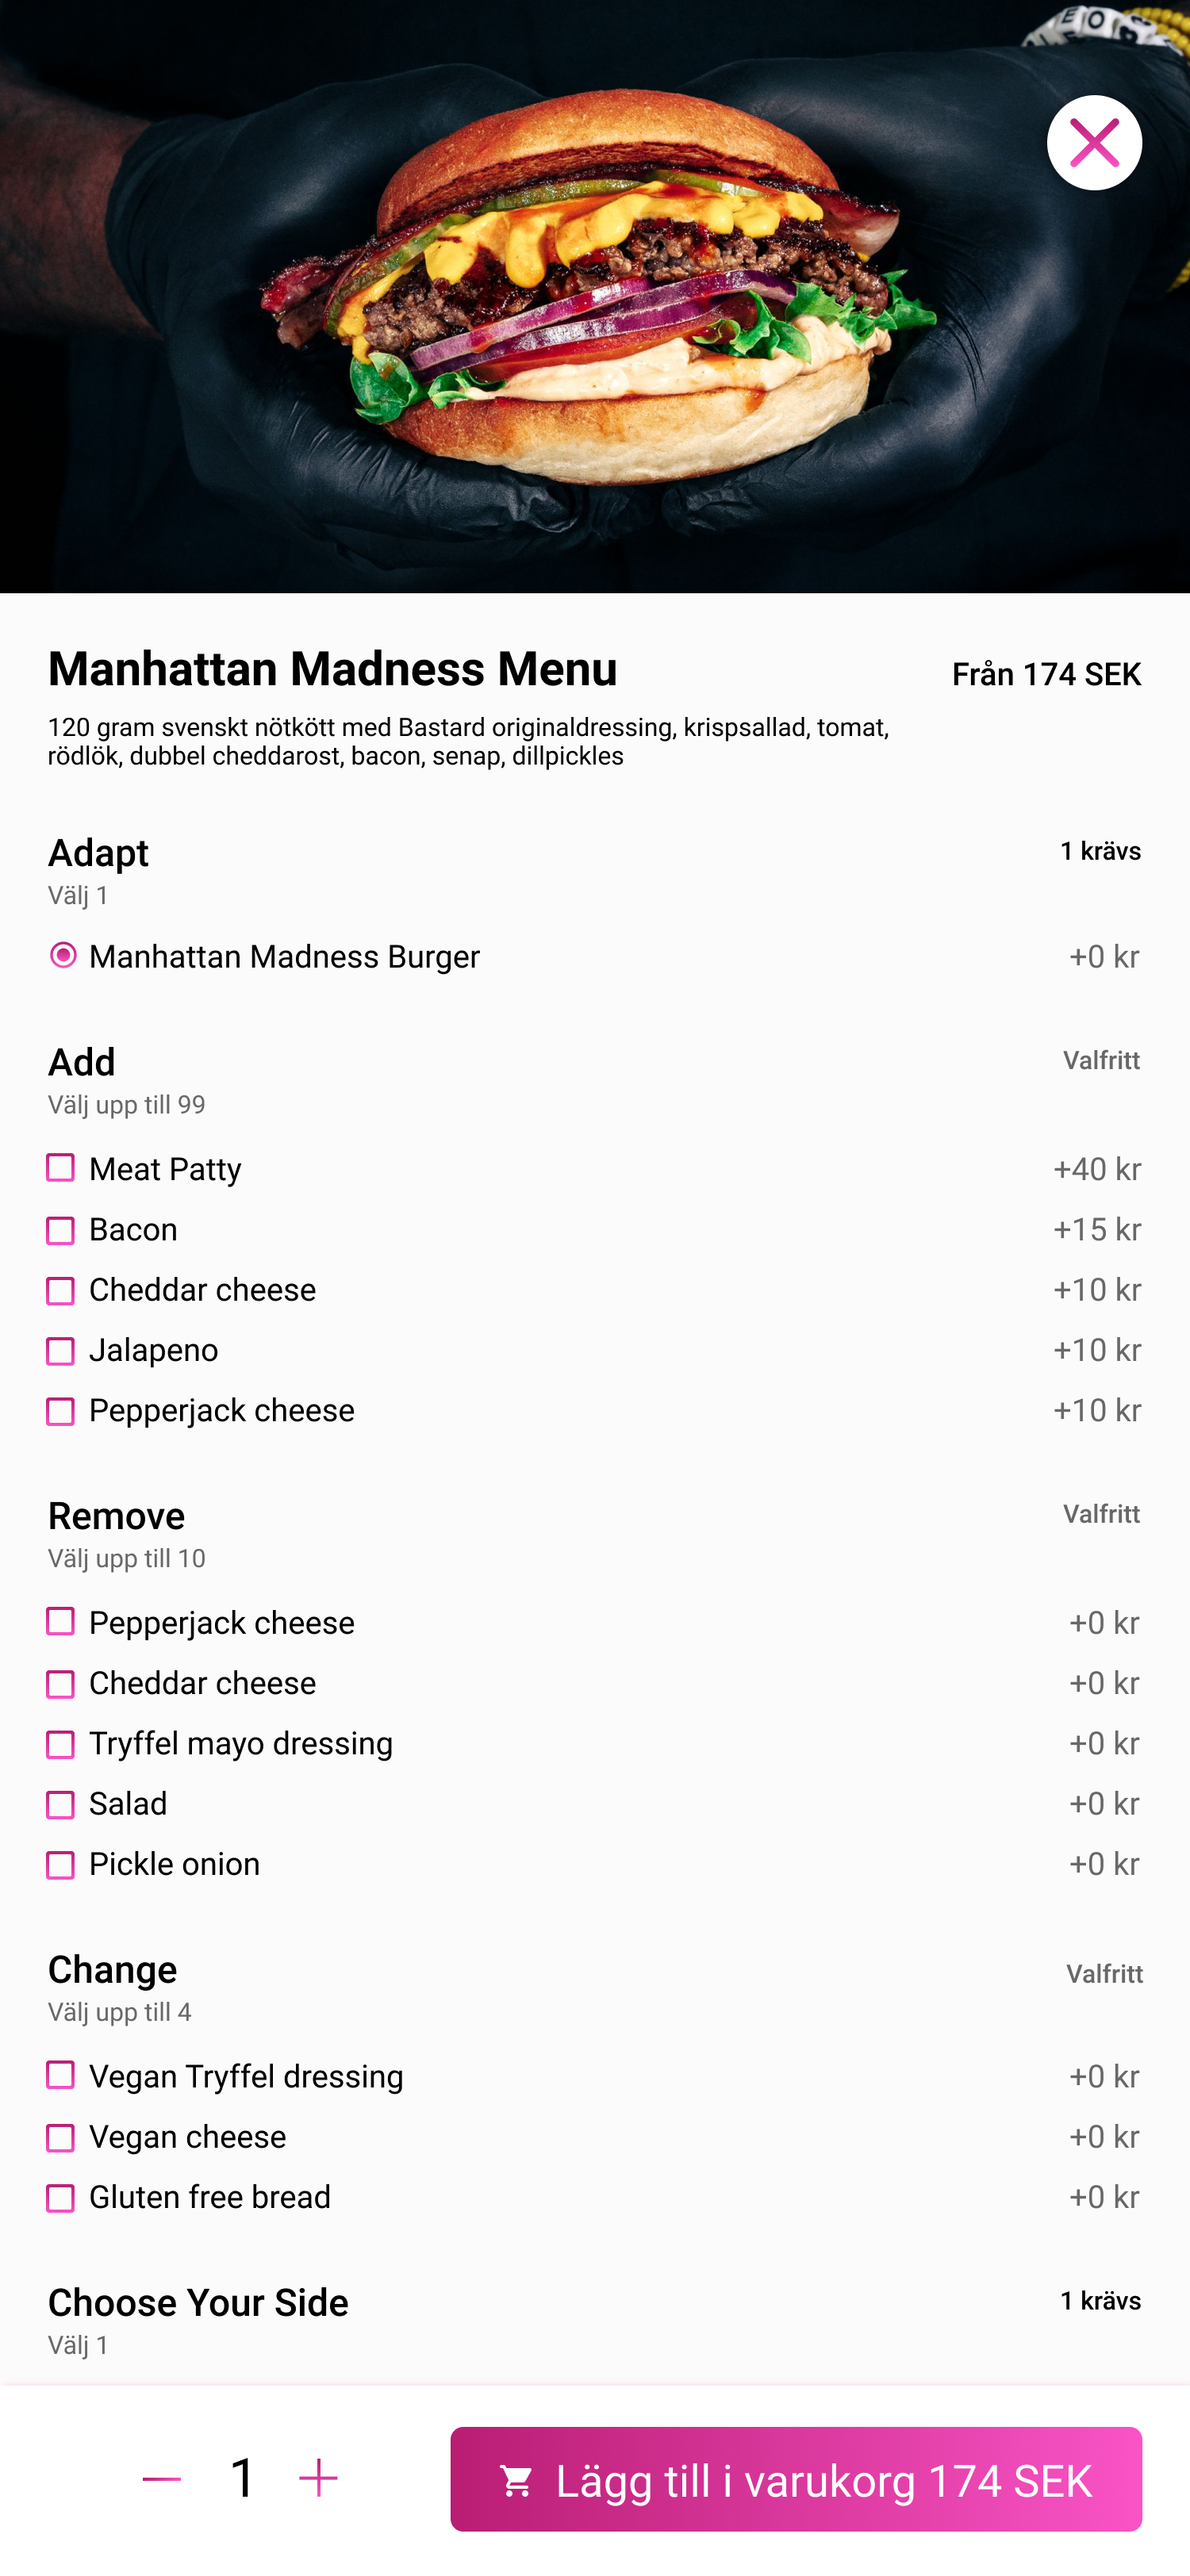 Manhattan Madness Menu
Från 174 SEK
120 gram svenskt nötkött med Bastard originaldressing, krispsallad, tomat,
rödlök, dubbel cheddarost, bacon, senap, dillpickles
Adapt
1 krävs
Välj 1
Manhattan Madness Burger
+0 kr
Add
Valfritt
Välj upp till 99
Meat Patty
+40 kr
Bacon
+15 kr
Cheddar cheese
+10 kr
Jalapeno
+10 kr
Pepperjack cheese
+10 kr
Remove
Valfritt
Välj upp till 10
Pepperjack cheese
+0 kr
Cheddar cheese
+0 kr
Tryffel mayo dressing
+0 kr
Salad
+0 kr
Pickle onion
+0 kr
Change
Valfritt
Välj upp till 4
Vegan Tryffel dressing
+0 kr
Vegan cheese
+0 kr
Gluten free bread
+0 kr
Choose Your Side
1 krävs
Välj 1
1
Lägg till i varukorg 174 SEK